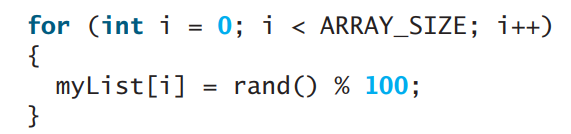 for (int i = 0; i < ARRAY_SIZE; i++)
{
  myList[i] = rand() % 100;
}